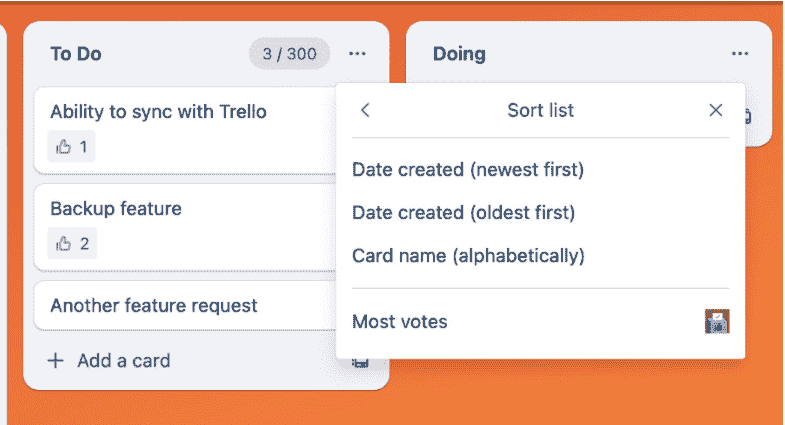 To Do
3 / 300
Ability to sync with Trello
1
Backup feature
2
Another feature request
+ Add a card
Doing
Sort list
Date created (newest first)
Date created (oldest first)
Card name (alphabetically)
Most votes